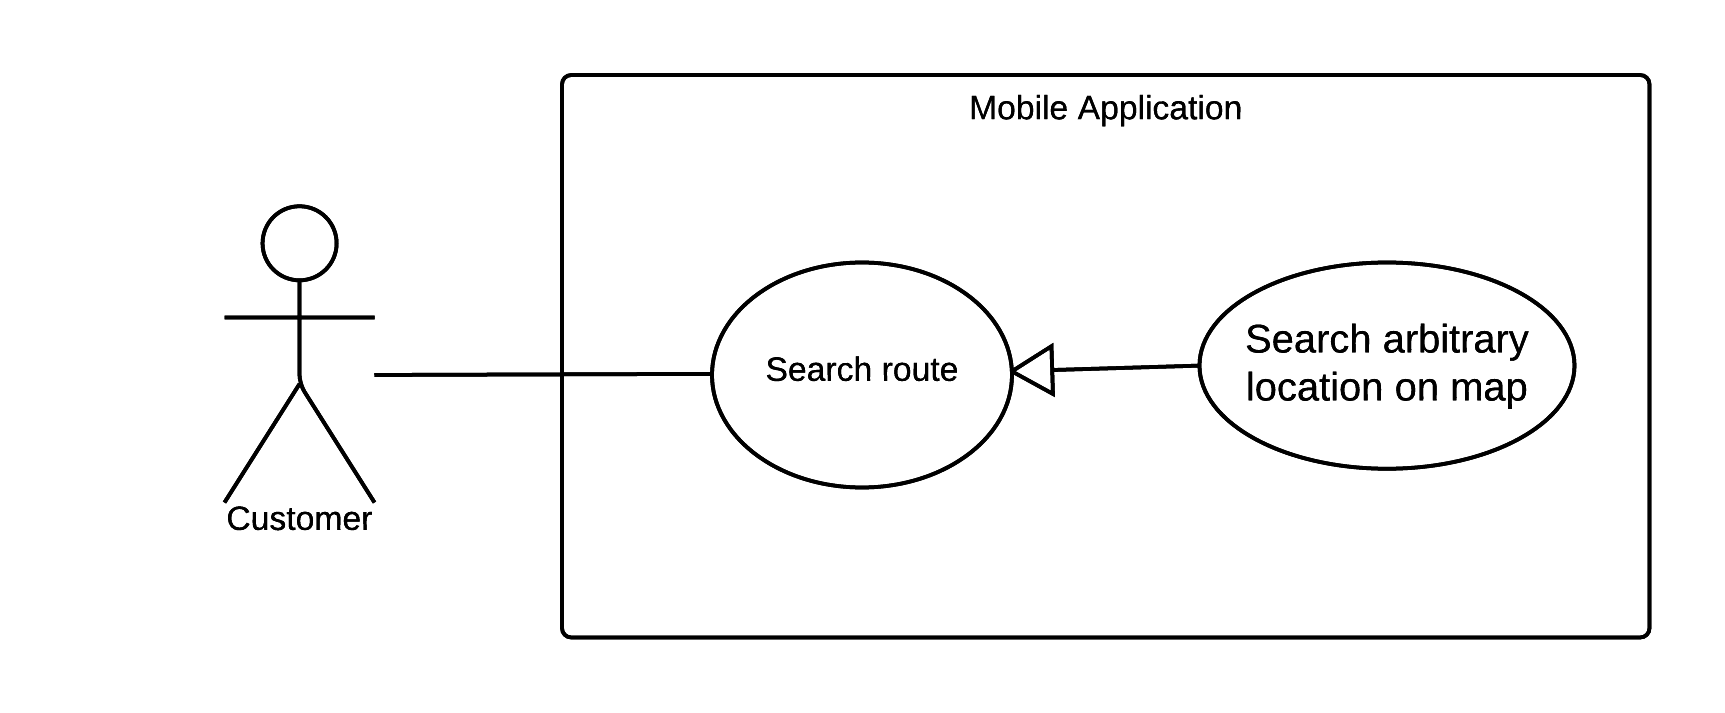 Mobile Application
Search route
Search arbitrary
location on map
Customer